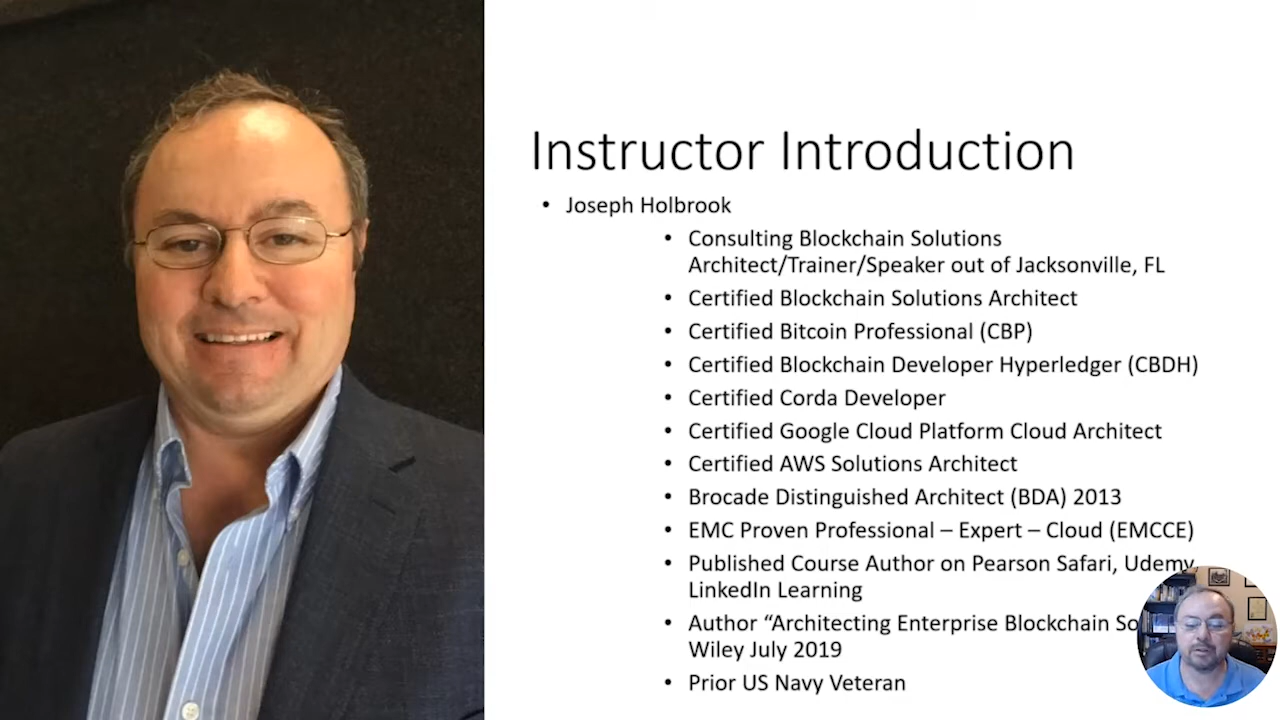 Instructor Introduction
• Joseph Holbrook
• Consulting Blockchain Solutions
Architect/Trainer/Speaker out of Jacksonville, FL
• Certified Blockchain Solutions Architect
• Certified Bitcoin Professional (CBP)
• Certified Blockchain Developer Hyperledger (CBDH)
• Certified Corda Developer
• Certified Google Cloud Platform Cloud Architect
• Certified AWS Solutions Architect
• Brocade Distinguished Architect (BDA) 2013
• EMC Proven Professional – Expert – Cloud (EMCCE)
• Published Course Author on Pearson Safari, Udemy
LinkedIn Learning
• Author “Architecting Enterprise Blockchain
Wiley July 2019
• Prior US Navy Veteran